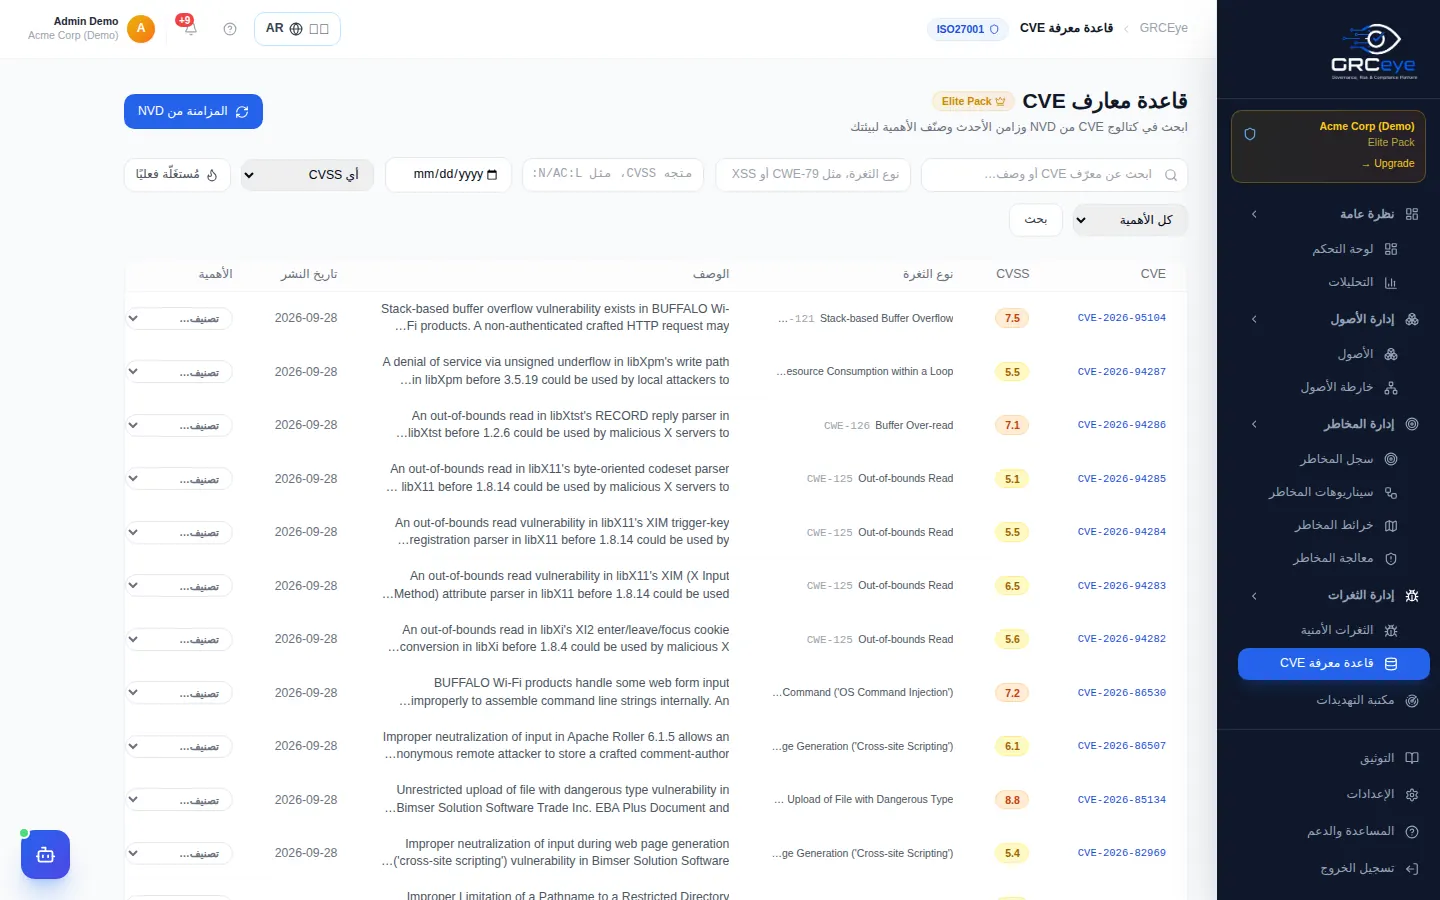 GRCeye
Governance, Risk & Compliance Platform
Acme Corp (Demo)
Elite Pack
Upgrade →
نظرة عامة
لوحة التحكم
التحليلات
إدارة الأصول
الأصول
خارطة الأصول
إدارة المخاطر
سجل المخاطر
سيناريوهات المخاطر
خرائط المخاطر
معالجة المخاطر
إدارة الثغرات
الثغرات الأمنية
قاعدة معرفة CVE
مكتبة التهديدات
التوثيق
الإعدادات
المساعدة والدعم
تسجيل الخروج
GRCEye
قاعدة معرفة CVE
ISO27001
AR
+9
A
Admin Demo
Acme Corp (Demo)
قاعدة معارف CVE
Elite Pack
ابحث في كتالوج CVE من NVD وزامن الأحدث وصنّف الأهمية لبيئتك
المزامنة من NVD
ابحث عن معرّف CVE أو وصف…
نوع الثغرة، مثل CWE-79 أو XSS
متجه CVSS، مثل N/AC:L:
mm/dd/yyyy
أي CVSS
مُستغَلّة فعليًا
كل الأهمية
بحث
CVE CVSS نوع الثغرة الوصف تاريخ النشر الأهمية
CVE-2026-95104 7.5 Stack-based Buffer Overflow -121… Stack-based buffer overflow vulnerability exists in BUFFALO Wi-
Fi products. A non-authenticated crafted HTTP request may… 2026-09-28 تصنيف…
CVE-2026-94287 5.5 esource Consumption within a Loop… A denial of service via unsigned underflow in libXpm's write path
in libXpm before 3.5.19 could be used by local attackers to… 2026-09-28 تصنيف…
CVE-2026-94286 7.1 Buffer Over-read CWE-126 An out-of-bounds read in libXtst's RECORD reply parser in
libXtst before 1.2.6 could be used by malicious X servers to… 2026-09-28 تصنيف…
CVE-2026-94285 5.1 Out-of-bounds Read CWE-125 An out-of-bounds read in libX11's byte-oriented codeset parser
libX11 before 1.8.14 could be used by malicious X servers to … 2026-09-28 تصنيف…
CVE-2026-94284 5.5 Out-of-bounds Read CWE-125 An out-of-bounds read vulnerability in libX11's XIM trigger-key
registration parser in libX11 before 1.8.14 could be used by… 2026-09-28 تصنيف…
CVE-2026-94283 6.5 Out-of-bounds Read CWE-125 An out-of-bounds read vulnerability in libX11's XIM (X Input
Method) attribute parser in libX11 before 1.8.14 could be used… 2026-09-28 تصنيف…
CVE-2026-94282 5.6 Out-of-bounds Read CWE-125 An out-of-bounds read in libXi's XI2 enter/leave/focus cookie
conversion in libXi before 1.8.4 could be used by malicious X… 2026-09-28 تصنيف…
CVE-2026-86530 7.2 Command ('OS Command Injection')… BUFFALO Wi-Fi products handle some web form input
improperly to assemble command line strings internally. An… 2026-09-28 تصنيف…
CVE-2026-86507 6.1 ge Generation ('Cross-site Scripting')… Improper neutralization of input in Apache Roller 6.1.5 allows an
nonymous remote attacker to store a crafted comment-author… 2026-09-28 تصنيف…
CVE-2026-85134 8.8 Upload of File with Dangerous Type … Unrestricted upload of file with dangerous type vulnerability in
Bimser Solution Software Trade Inc. EBA Plus Document and… 2026-09-28 تصنيف…
CVE-2026-82969 5.4 ge Generation ('Cross-site Scripting')… Improper neutralization of input during web page generation
('cross-site scripting') vulnerability in Bimser Solution Software… 2026-09-28 تصنيف…
Improper Limitation of a Pathname to a Restricted Directory